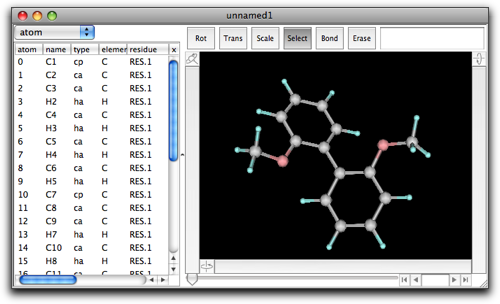 unnamed1
atom
Rot Trans Scale Select Bond Erase
atom name type elemen residue x
0 C1 cp C RES.1
1 C2 ca C RES.1
2 C3 ca C RES.1
3 H2 ha H RES.1
4 C4 ca C RES.1
5 H3 ha H RES.1
6 C5 ca C RES.1
7 H4 ha H RES.1
8 C6 ca C RES.1
9 H5 ha H RES.1
10 C7 cp C RES.1
11 C8 ca C RES.1
12 C9 ca C RES.1
13 H7 ha H RES.1
14 C10 ca C RES.1
15 H8 ha H RES.1
16 C11 ca C RES.1